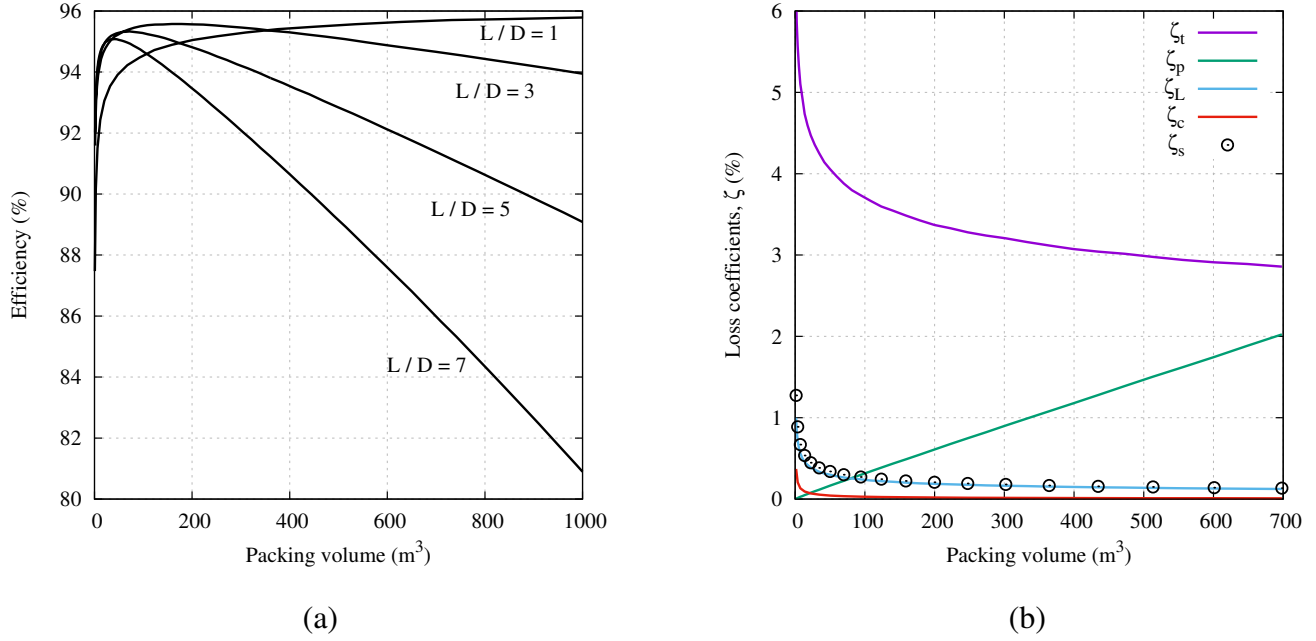 Efficiency (%)
96
94
92
90
88
86
84
82
80
L / D = 1
L / D = 3
L / D = 5
L / D = 7
0 200 400 600 800 1000
Packing volume (m³)
(a)
Loss coefficients, ζ (%)
6
5
4
3
2
1
0
ζt
ζp
ζL
ζc
ζs
0 100 200 300 400 500 600 700
Packing volume (m³)
(b)